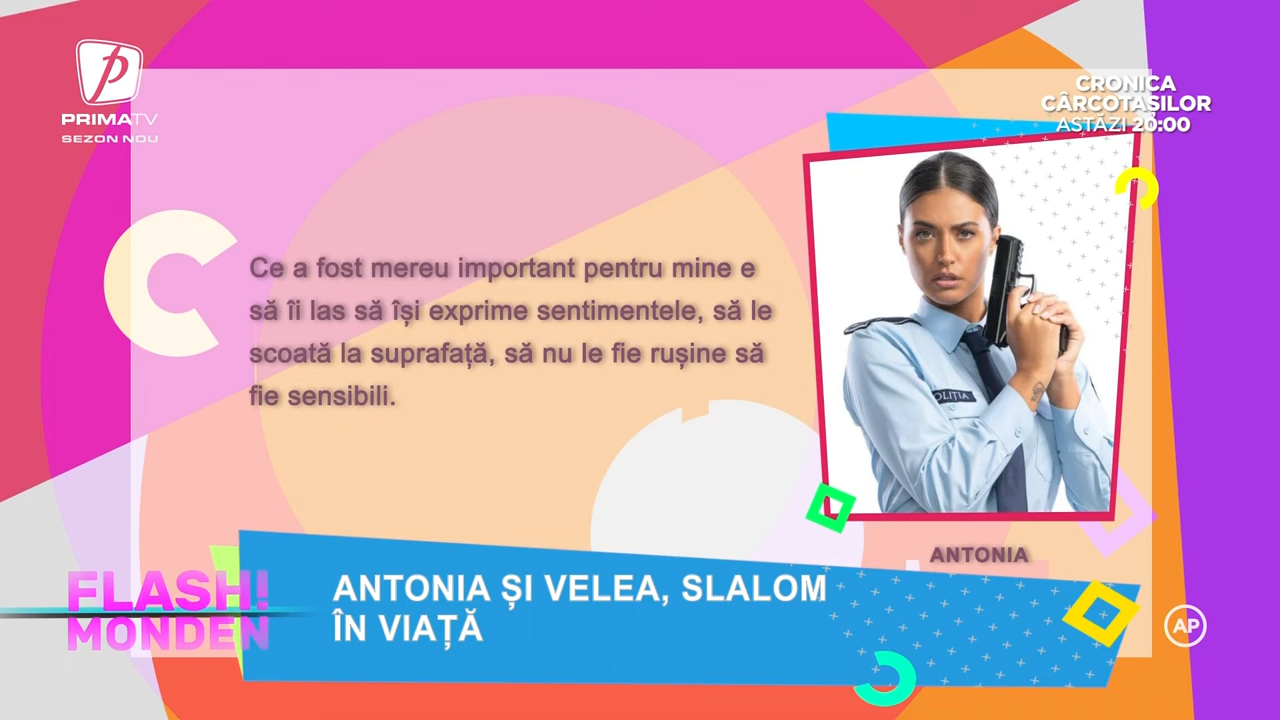 PRIMATV
SEZON NOU
CRONICA
CÂRCOTAȘILOR
ASTĂZI 20:00
Ce a fost mereu important pentru mine e
să îi las să își exprime sentimentele, să le
scoată la suprafață, să nu le fie rușine să
fie sensibili.
OLIȚIA
ANTONIA
FLASH!
MONDEN
ANTONIA ȘI VELEA, SLALOM
ÎN VIAȚĂ
AP